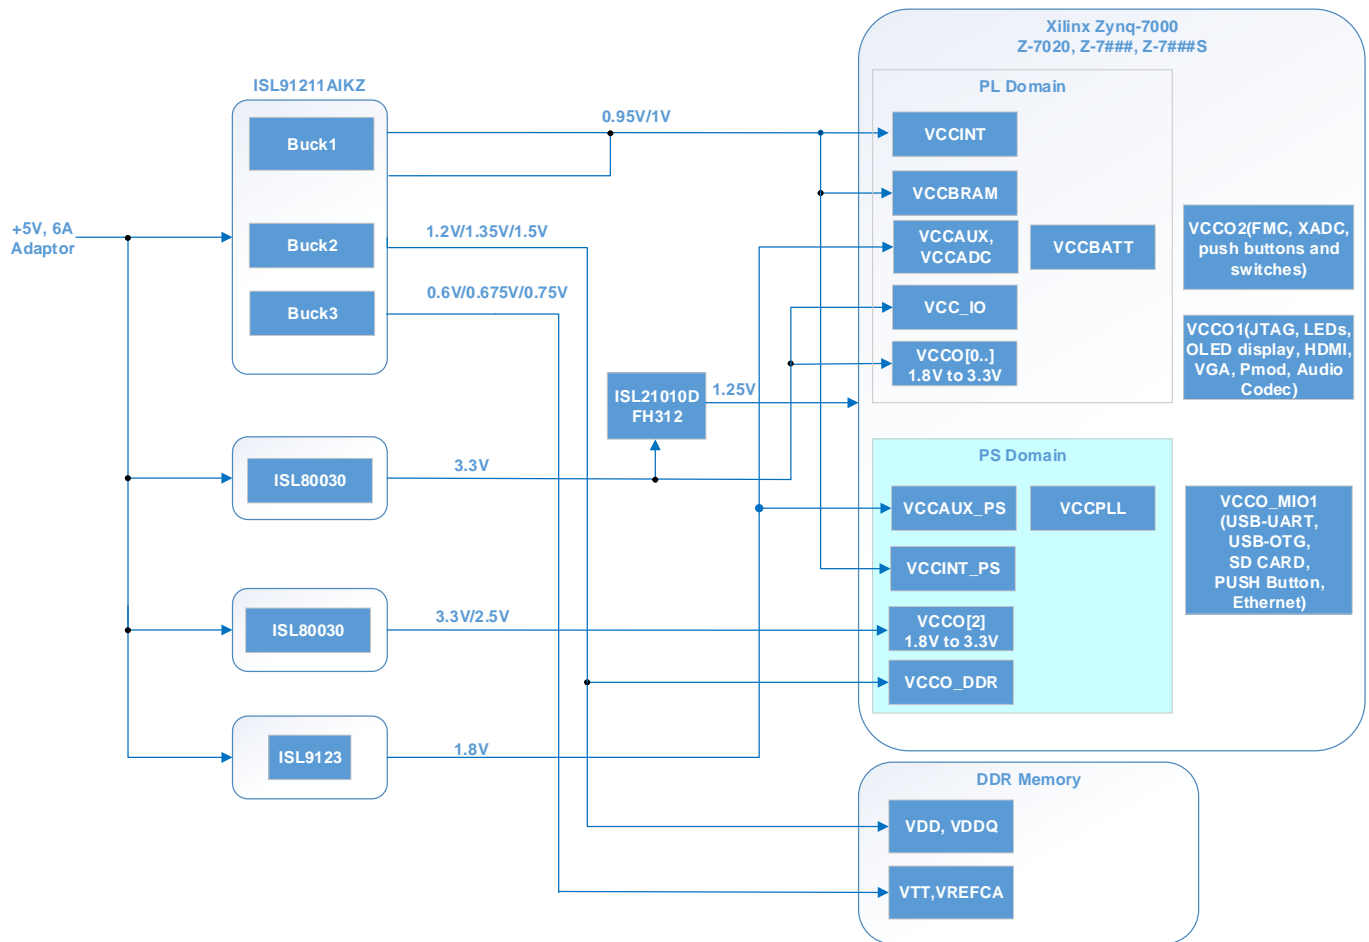 Xilinx Zynq-7000
Z-7020, Z-7###, Z-7###S
ISL91211AIKZ
Buck1
Buck2
Buck3
+5V, 6A
Adaptor
0.95V/1V
1.2V/1.35V/1.5V
0.6V/0.675V/0.75V
PL Domain
VCCINT
VCCBRAM
VCCAUX,
VCCADC
VCCBATT
VCC_IO
VCCO[0..]
1.8V to 3.3V
VCCO2(FMC, XADC,
push buttons and
switches)
VCCO1(JTAG, LEDs,
OLED display, HDMI,
VGA, Pmod, Audio
Codec)
ISL21010D
FH312
1.25V
ISL80030
3.3V
PS Domain
VCCAUX_PS
VCCPLL
VCCINT_PS
VCCO[2]
1.8V to 3.3V
VCCO_DDR
VCCO_MIO1
(USB-UART,
USB-OTG,
SD CARD,
PUSH Button,
Ethernet)
ISL80030
3.3V/2.5V
ISL9123
1.8V
DDR Memory
VDD, VDDQ
VTT,VREFCA